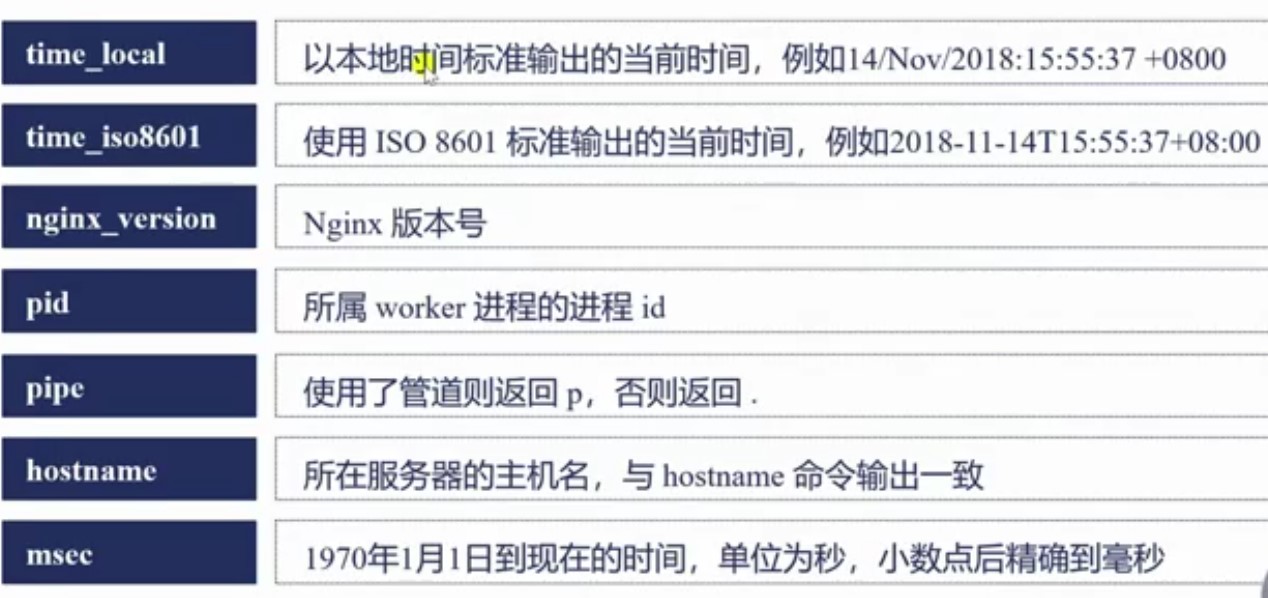 time_local
以本地时间标准输出的当前时间，例如14/Nov/2018:15:55:37 +0800
time_iso8601
使用 ISO 8601 标准输出的当前时间，例如2018-11-14T15:55:37+08:00
nginx_version
Nginx 版本号
pid
所属 worker 进程的进程 id
pipe
使用了管道则返回 p，否则返回 .
hostname
所在服务器的主机名，与 hostname 命令输出一致
msec
1970年1月1日到现在的时间，单位为秒，小数点后精确到毫秒